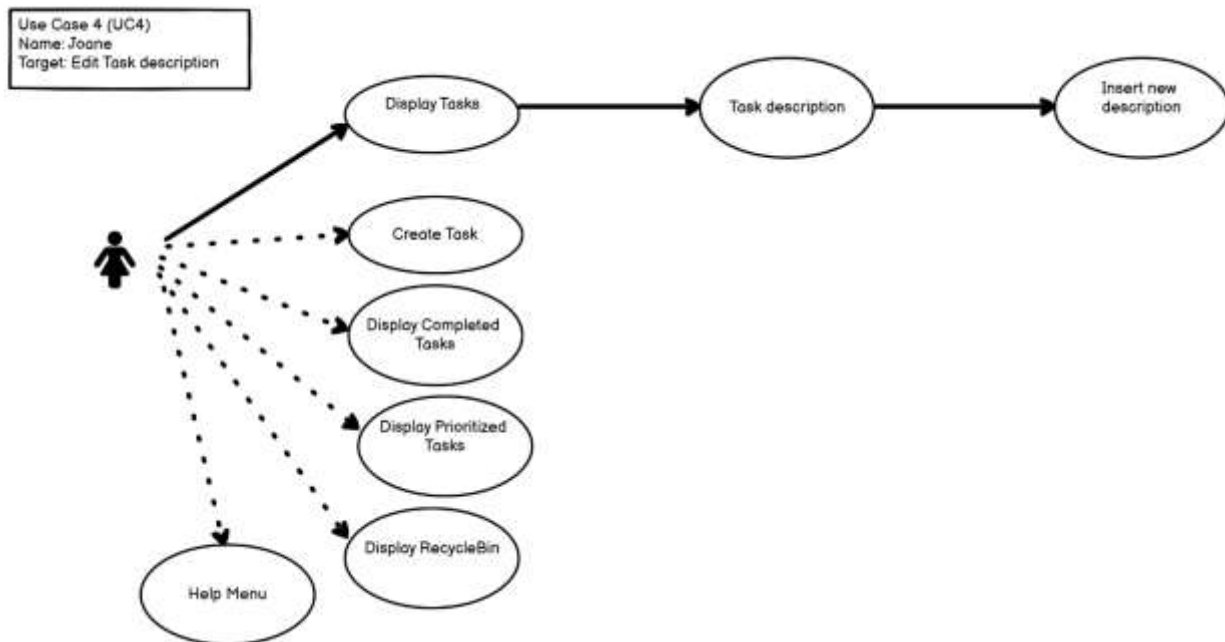 Use Case 4 (UC4)
Name: Joane
Target: Edit Task description
Display Tasks
Task description
Insert new
description
Create Task
Display Completed
Tasks
Display Prioritized
Tasks
Display RecycleBin
Help Menu